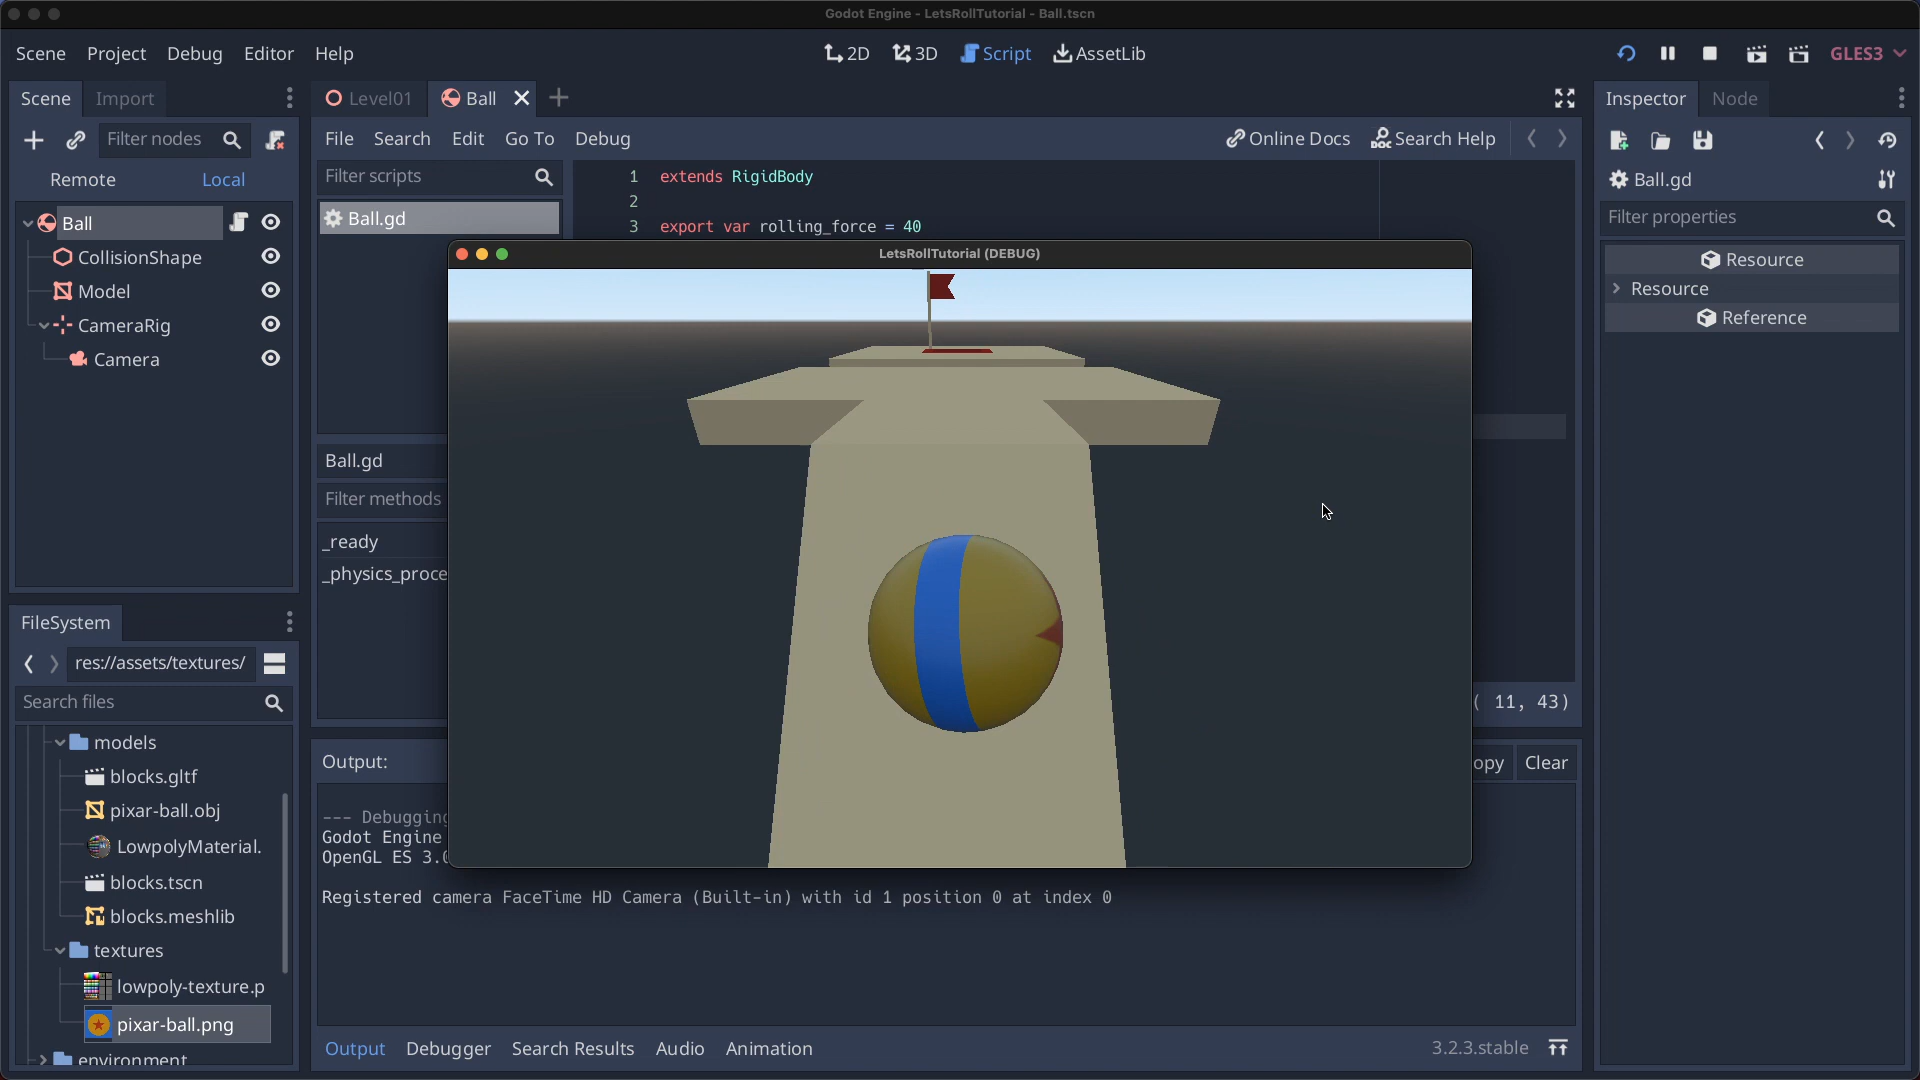 Godot Engine - LetsRollTutorial - Ball.tscn
Scene Project Debug Editor Help
2D 3D Script AssetLib
GLES3
Scene Import
Filter nodes
Remote Local
Ball
CollisionShape
Model
CameraRig
Camera
FileSystem
res://assets/textures/
Search files
models
blocks.gltf
pixar-ball.obj
LowpolyMaterial.
blocks.tscn
blocks.meshlib
textures
lowpoly-texture.p
pixar-ball.png
environment
Level01 Ball
File Search Edit Go To Debug
Online Docs Search Help
Filter scripts
Ball.gd
1 extends RigidBody
2
3 export var rolling_force = 40
LetsRollTutorial (DEBUG)
Ball.gd
Filter methods
_ready
_physics_proce
( 11, 43)
Output:
opy Clear
--- Debugging
Godot Engine
OpenGL ES 3.0
Registered camera FaceTime HD Camera (Built-in) with id 1 position 0 at index 0
Output Debugger Search Results Audio Animation
3.2.3.stable
Inspector Node
Ball.gd
Filter properties
Resource
Resource
Reference